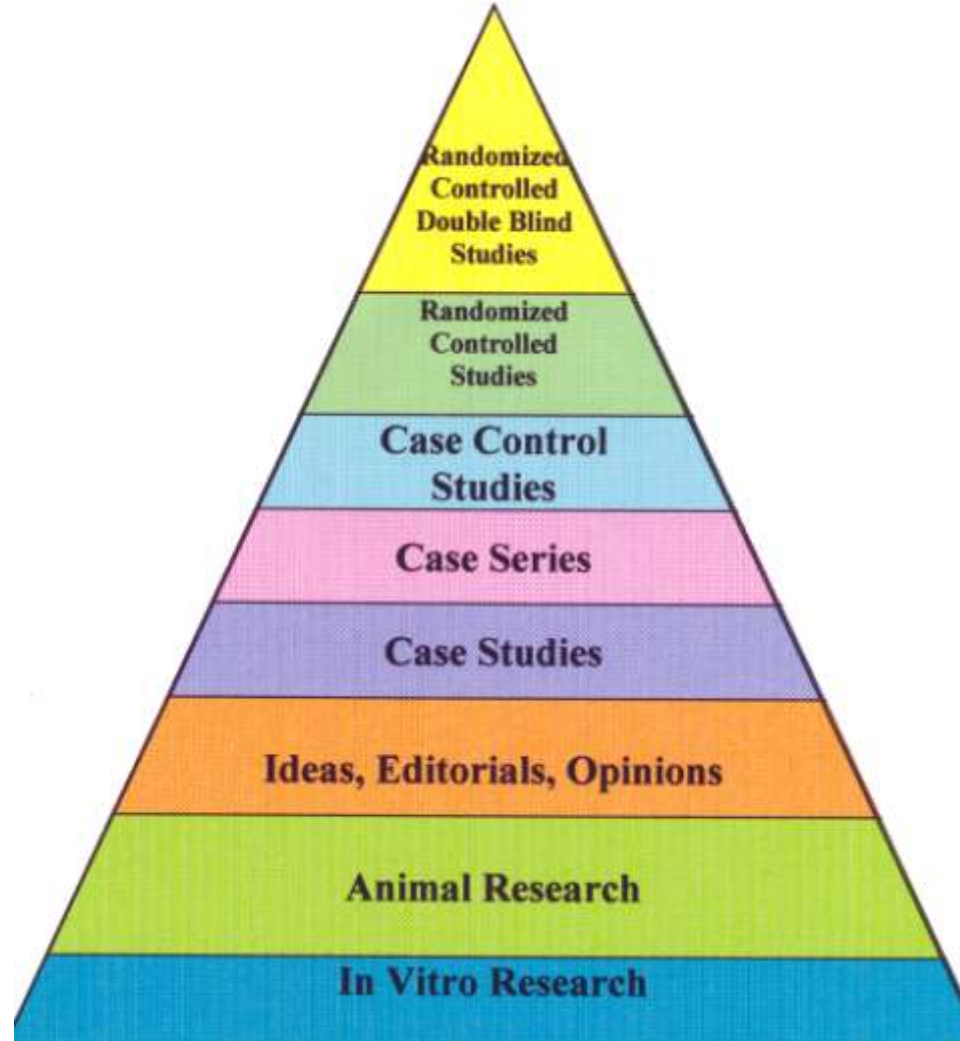 Randomized
Controlled
Double Blind
Studies
Randomized
Controlled
Studies
Case Control
Studies
Case Series
Case Studies
Ideas, Editorials, Opinions
Animal Research
In Vitro Research